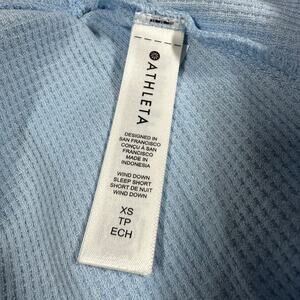 ATHLETA
DESIGNED IN
SAN FRANCISCO
CONÇU À SAN
FRANCISCO
MADE IN
INDONESIA
WIND DOWN
SLEEP SHORT
SHORT DE NUIT
WIND DOWN
XS
TP
ECH